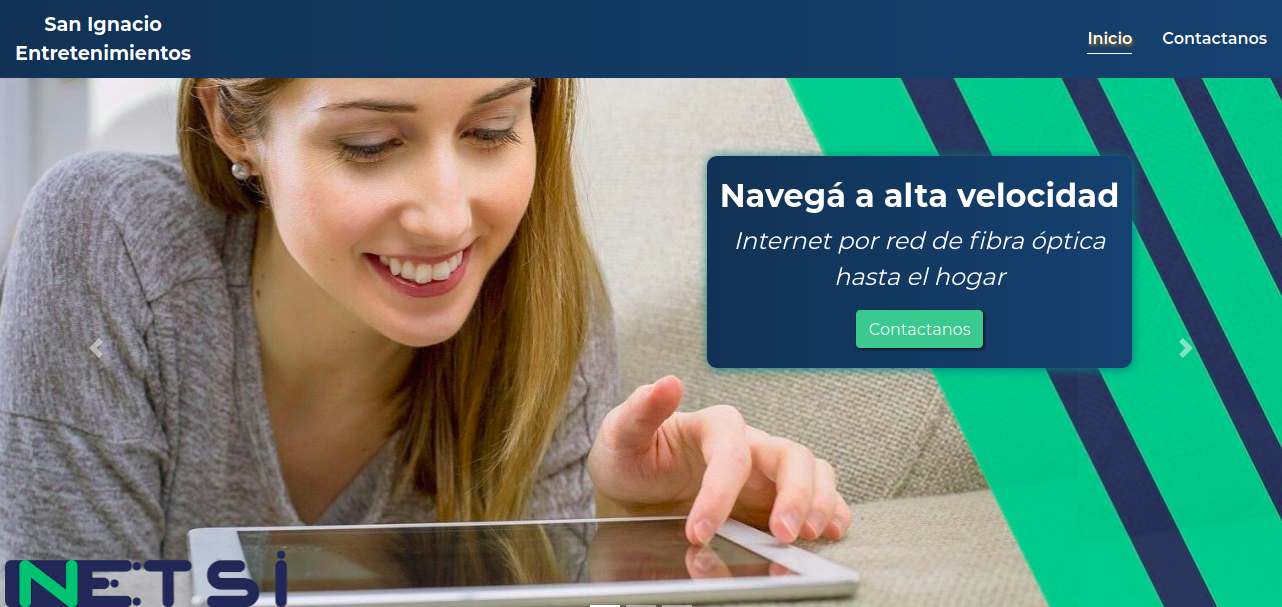 San Ignacio
Entretenimientos
Inicio
Contactanos
Navegá a alta velocidad
Internet por red de fibra óptica
hasta el hogar
Contactanos
NETSI